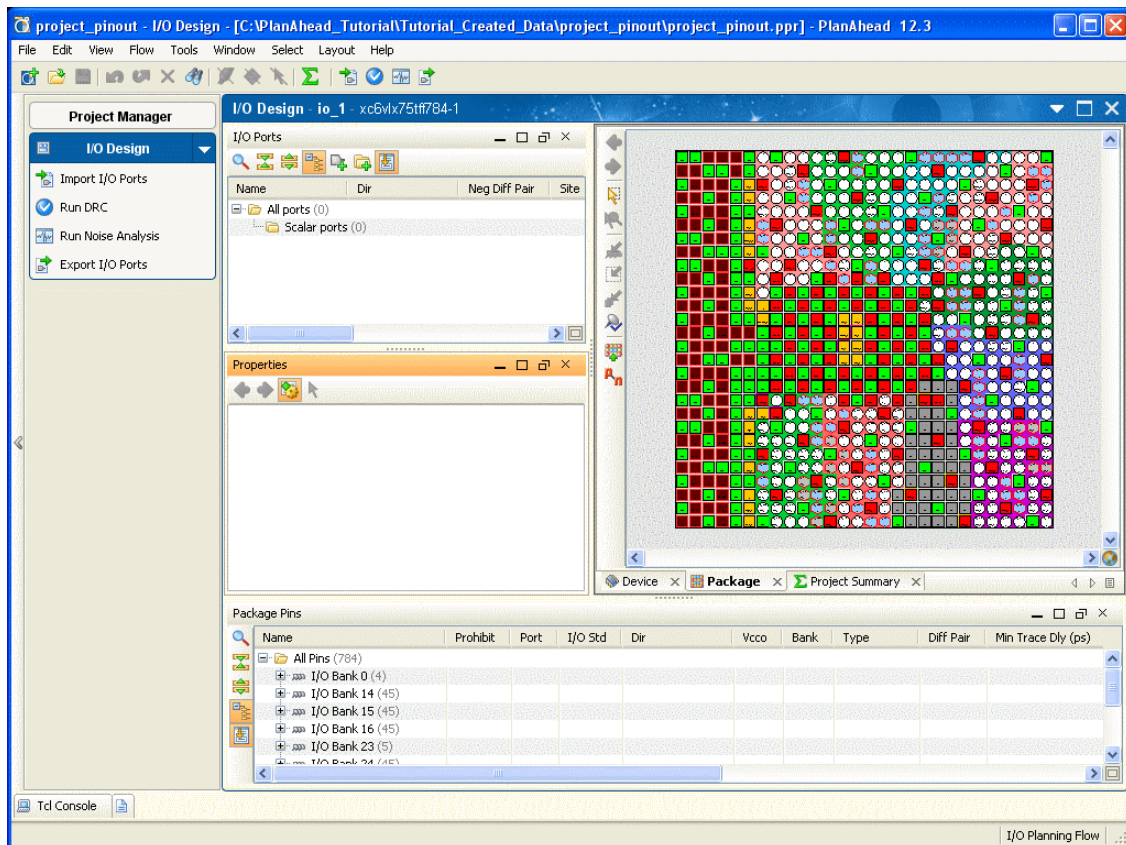 project_pinout - I/O Design - [C:\PlanAhead_Tutorial\Tutorial_Created_Data\project_pinout\project_pinout.ppr] - PlanAhead 12.3
File Edit View Flow Tools Window Select Layout Help
Project Manager
I/O Design
Import I/O Ports
Run DRC
Run Noise Analysis
Export I/O Ports
I/O Design - io_1 - xc6vlx75tff784-1
I/O Ports
Name Dir Neg Diff Pair Site
All ports (0)
Scalar ports (0)
Properties
Device Package Project Summary
Package Pins
Name Prohibit Port I/O Std Dir Vcco Bank Type Diff Pair Min Trace Dly (ps)
All Pins (784)
I/O Bank 0 (4)
I/O Bank 14 (45)
I/O Bank 15 (45)
I/O Bank 16 (45)
I/O Bank 23 (5)
I/O Bank 24 (45)
Tcl Console
I/O Planning Flow